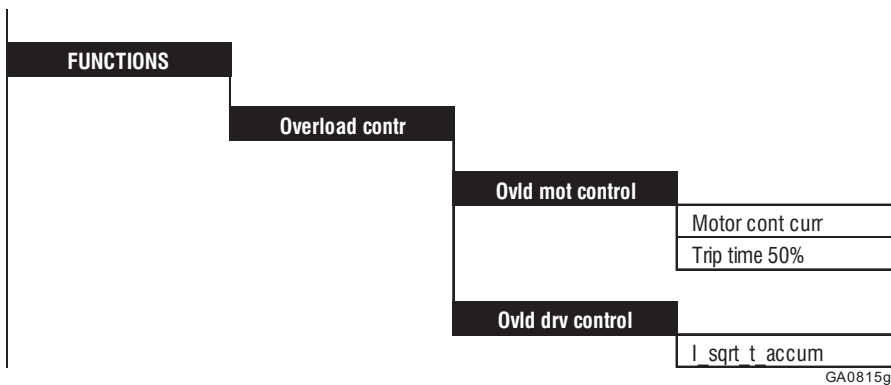 FUNCTIONS
Overload contr
Ovld mot control
Motor cont curr
Trip time 50%
Ovld drv control
I_sqrt_t_accum
GA0815g